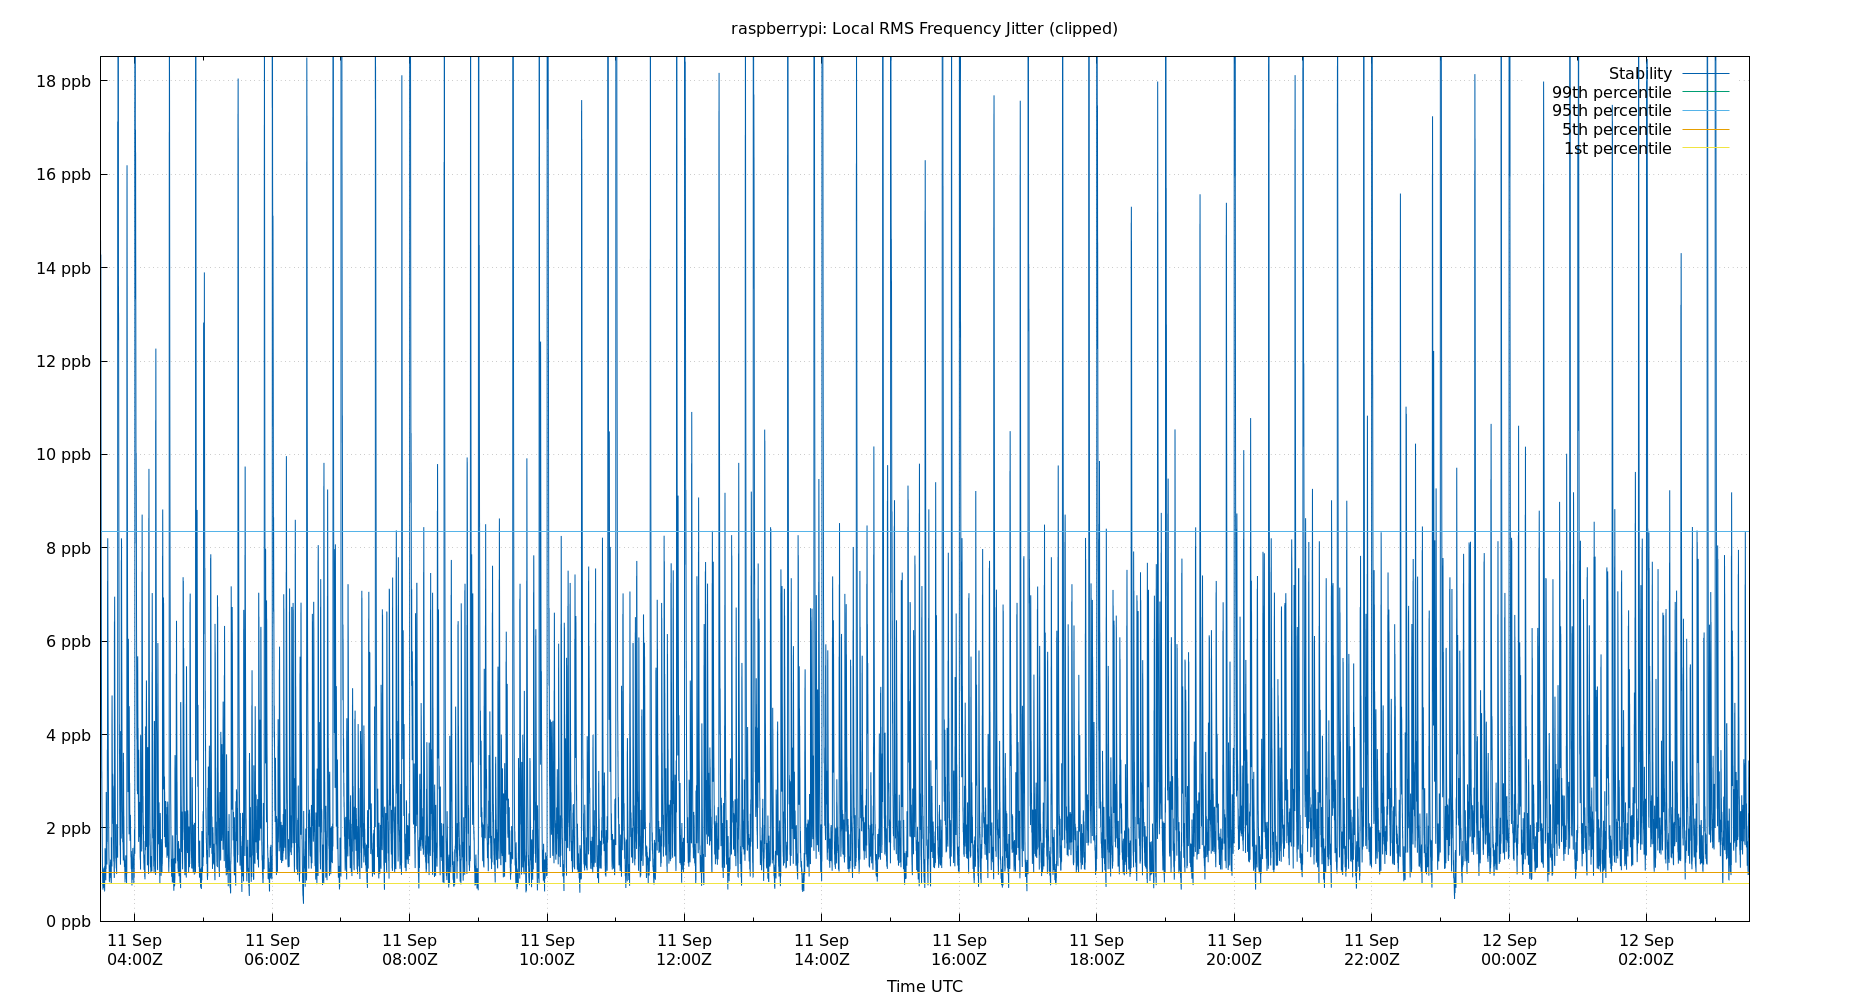 raspberrypi: Local RMS Frequency Jitter (clipped)
18 ppb
16 ppb
14 ppb
12 ppb
10 ppb
8 ppb
6 ppb
4 ppb
2 ppb
0 ppb
Stability
99th percentile
95th percentile
5th percentile
1st percentile
11 Sep 11 Sep 11 Sep 11 Sep 11 Sep 11 Sep 11 Sep 11 Sep 11 Sep 11 Sep 12 Sep 12 Sep
04:00Z 06:00Z 08:00Z 10:00Z 12:00Z 14:00Z 16:00Z 18:00Z 20:00Z 22:00Z 00:00Z 02:00Z
Time UTC